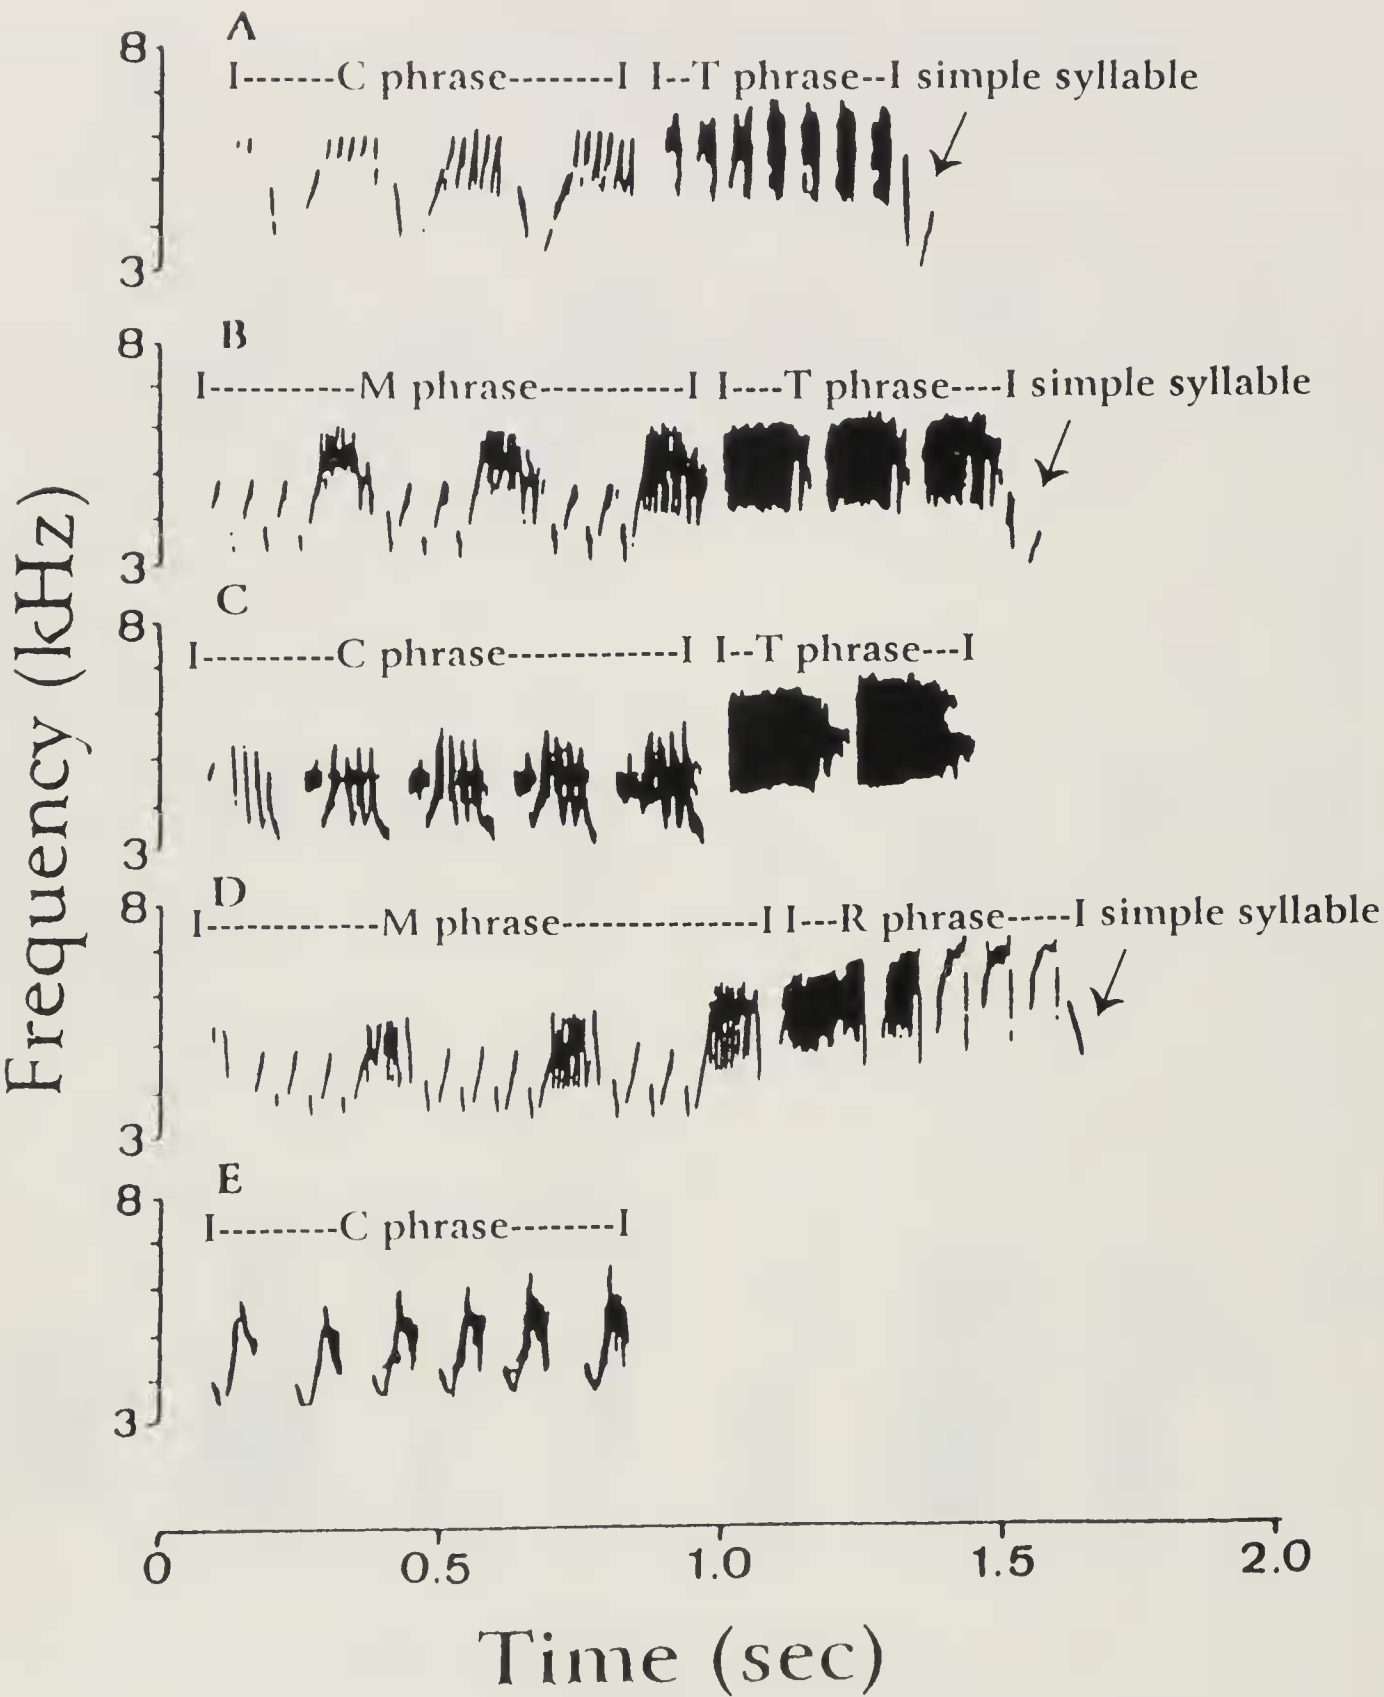 A
8
I-------C phrase--------I I--T phrase--I simple syllable
3
B
8
I------------M phrase------------I I----T phrase----I simple syllable
3
C
8
I----------C phrase-------------I I--T phrase---I
3
D
8
I-------------M phrase---------------I I---R phrase-----I simple syllable
3
E
8
I---------C phrase--------I
3
Frequency (kHz)
0 0.5 1.0 1.5 2.0
Time (sec)